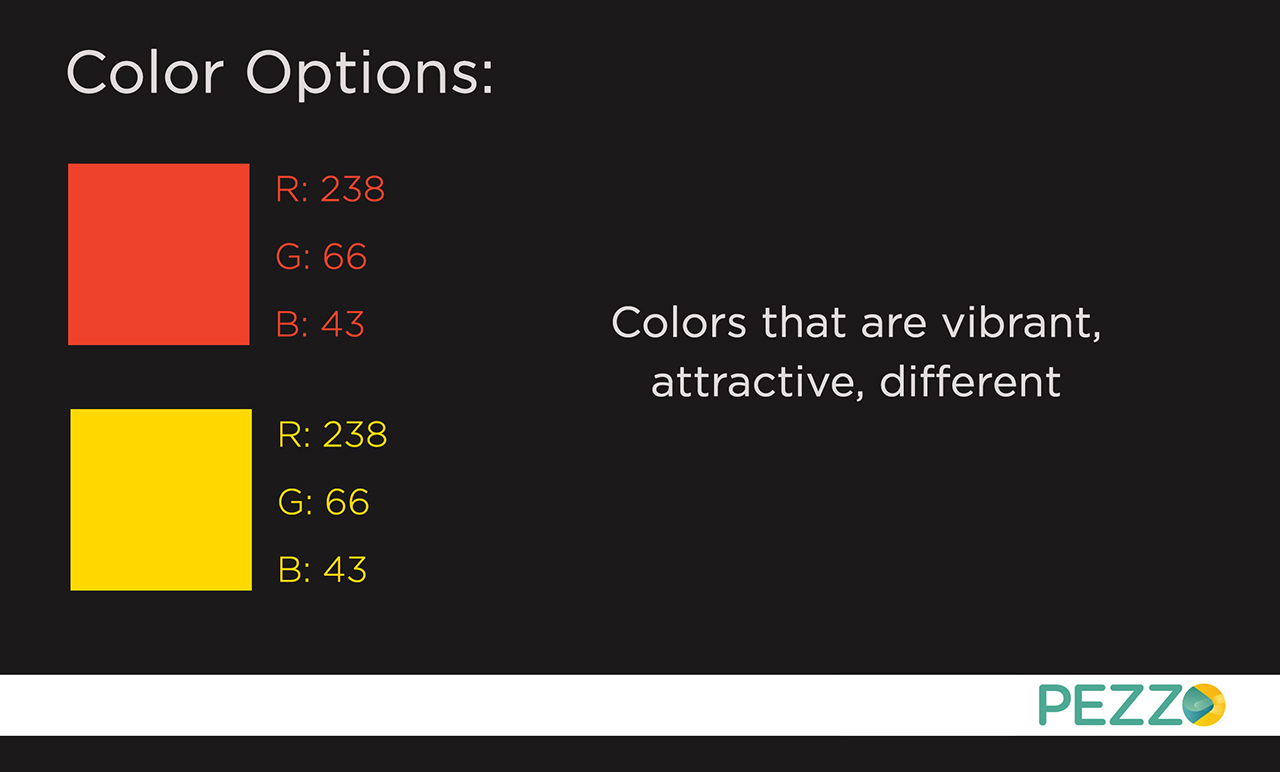 Color Options:
R: 238
G: 66
B: 43
Colors that are vibrant,
attractive, different
R: 238
G: 66
B: 43
PEZZO